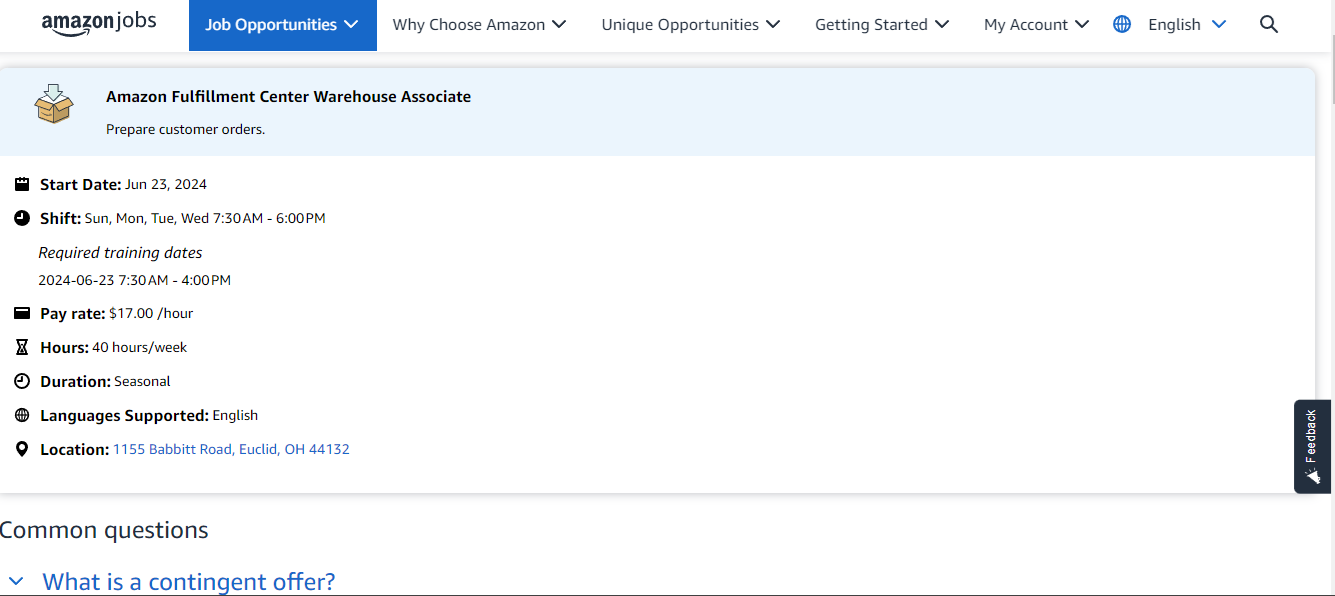 amazonjobs
Job Opportunities Why Choose Amazon Unique Opportunities Getting Started My Account English
Amazon Fulfillment Center Warehouse Associate
Prepare customer orders.
Start Date: Jun 23, 2024
Shift: Sun, Mon, Tue, Wed 7:30AM - 6:00PM
Required training dates
2024-06-23 7:30AM - 4:00PM
Pay rate: $17.00 /hour
Hours: 40 hours/week
Duration: Seasonal
Languages Supported: English
Location: 1155 Babbitt Road, Euclid, OH 44132
Feedback
Common questions
What is a contingent offer?